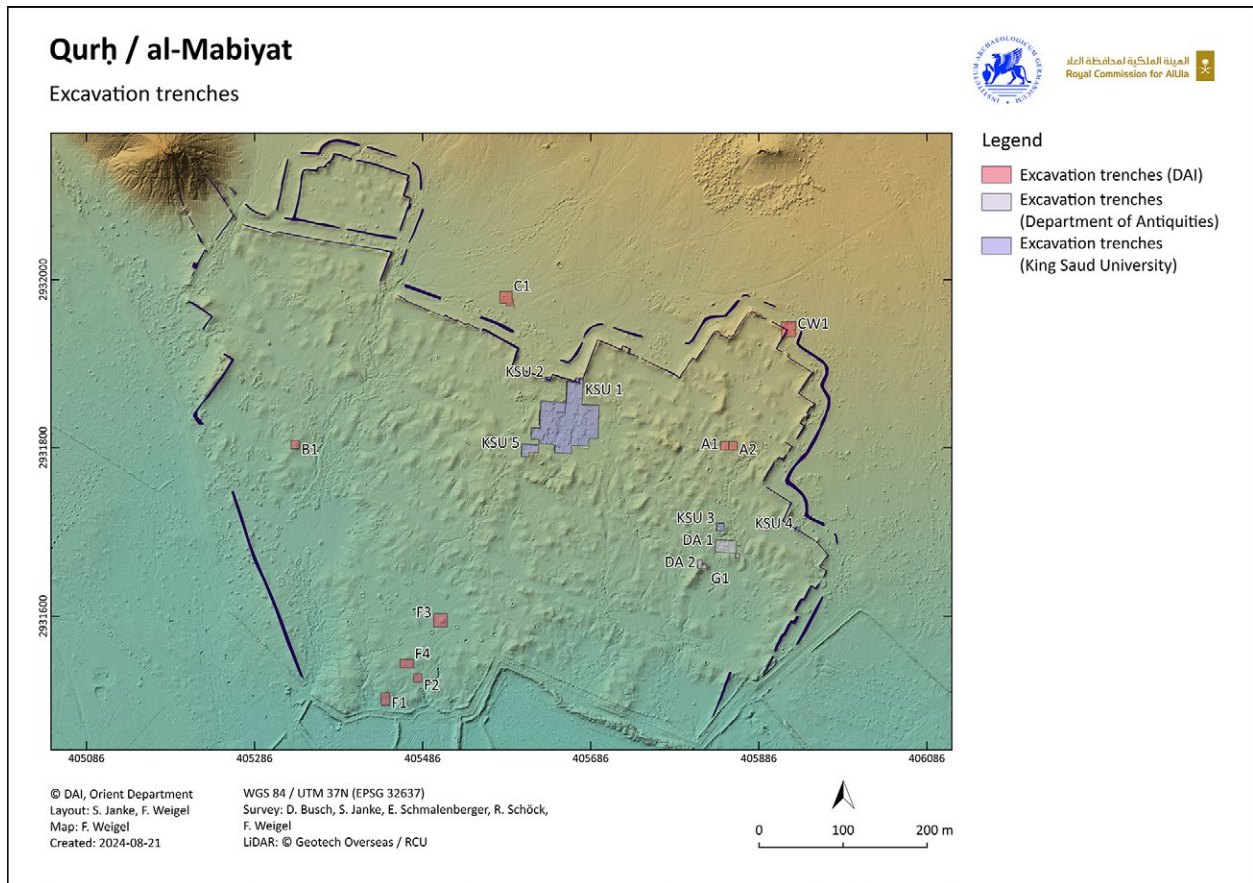 Qurḥ / al-Mabiyat
Excavation trenches
INSTITUTUM ARCHAEOLOGICUM GERMANICUM
الهيئة الملكية لمحافظة العلا
Royal Commission for AlUla
Legend
Excavation trenches (DAI)
Excavation trenches
(Department of Antiquities)
Excavation trenches
(King Saud University)
2932000
2931800
2931600
C1
CW1
KSU 2
KSU 1
KSU 5
A1
A2
B1
KSU 3
KSU 4
DA 1
DA 2
G1
F3
F4
F2
F1
405086
405286
405486
405686
405886
406086
© DAI, Orient Department
Layout: S. Janke, F. Weigel
Map: F. Weigel
Created: 2024-08-21
WGS 84 / UTM 37N (EPSG 32637)
Survey: D. Busch, S. Janke, E. Schmalenberger, R. Schöck,
F. Weigel
LiDAR: © Geotech Overseas / RCU
0
100
200 m